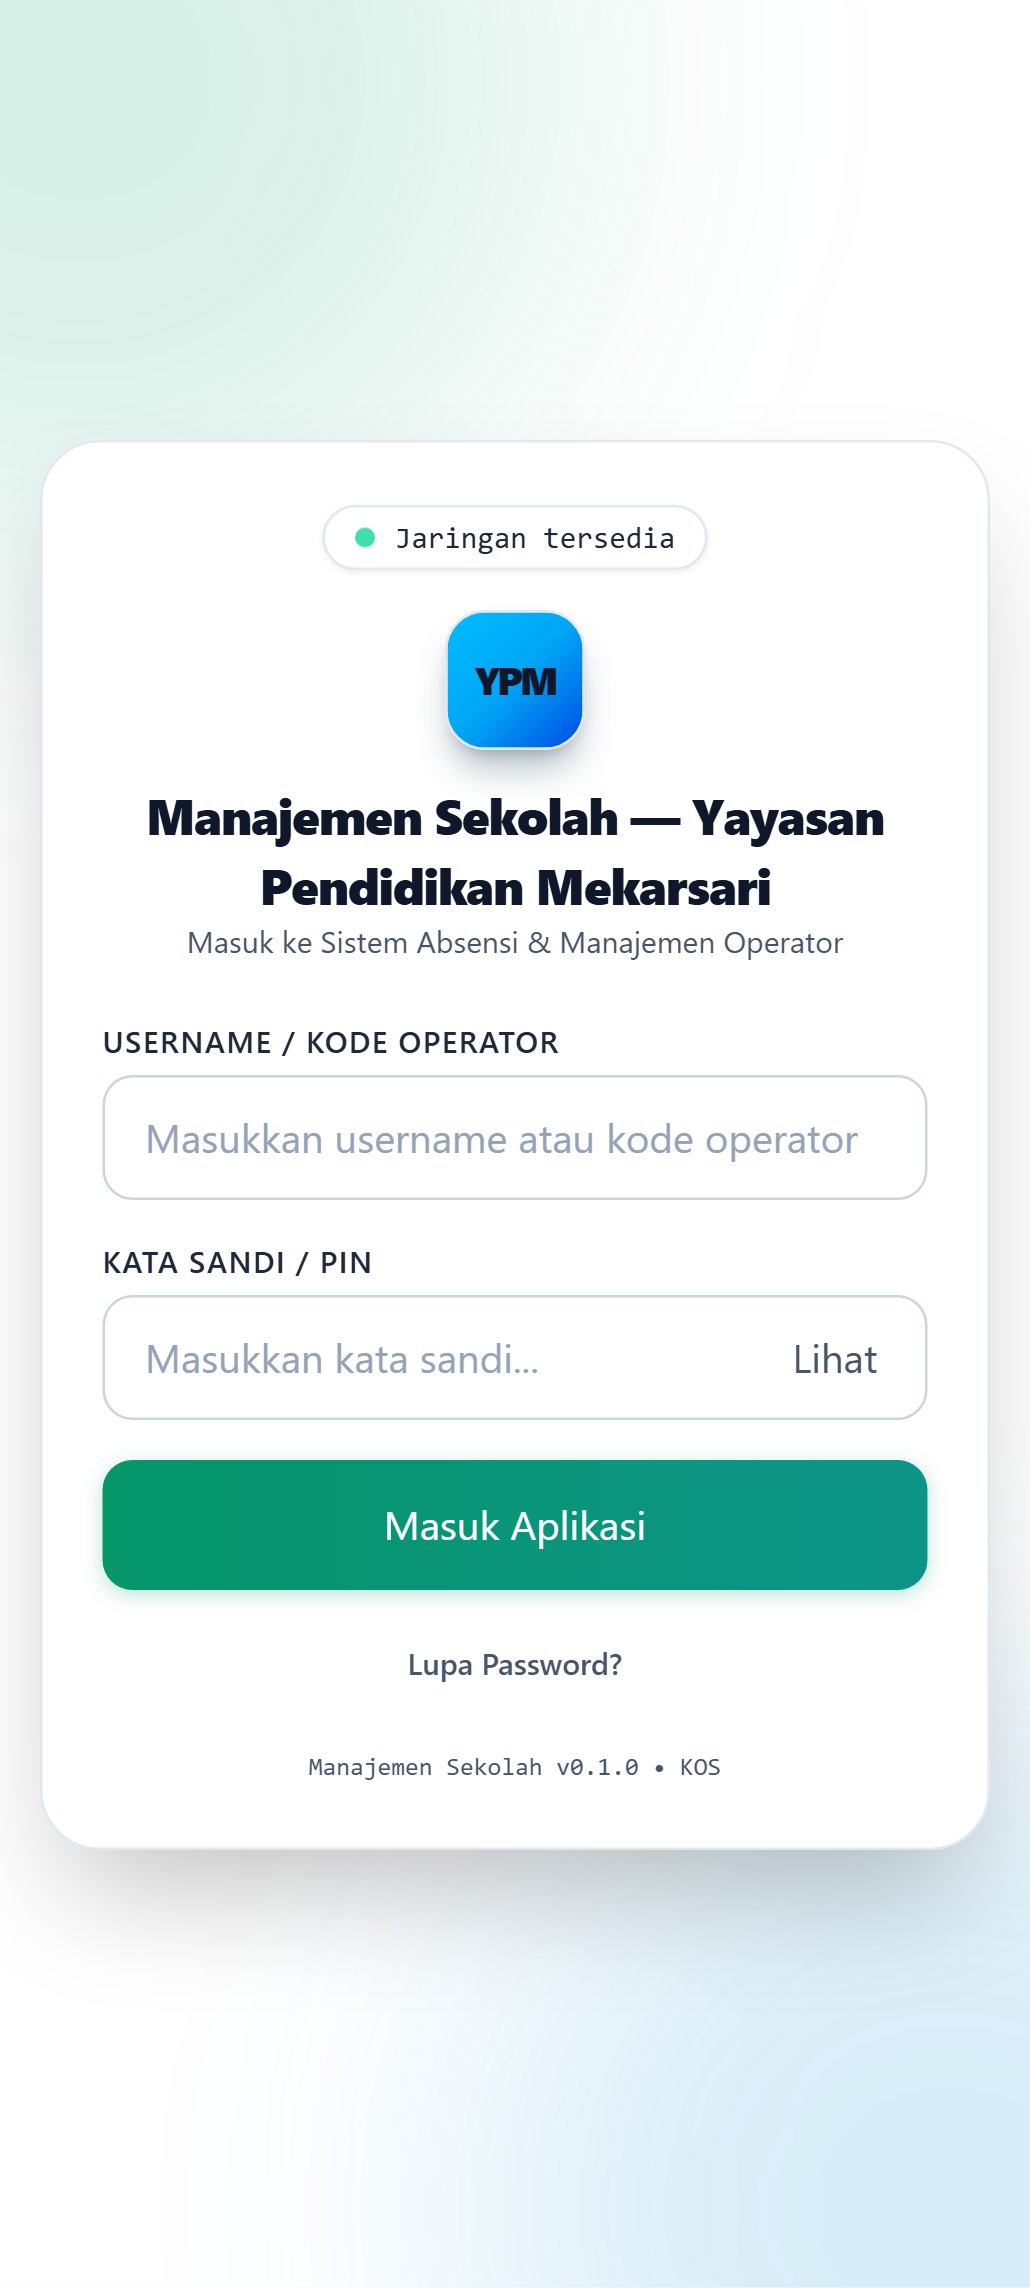 Jaringan tersedia
YPM
Manajemen Sekolah — Yayasan
Pendidikan Mekarsari
Masuk ke Sistem Absensi & Manajemen Operator
USERNAME / KODE OPERATOR
Masukkan username atau kode operator
KATA SANDI / PIN
Masukkan kata sandi... Lihat
Masuk Aplikasi
Lupa Password?
Manajemen Sekolah v0.1.0 • KOS